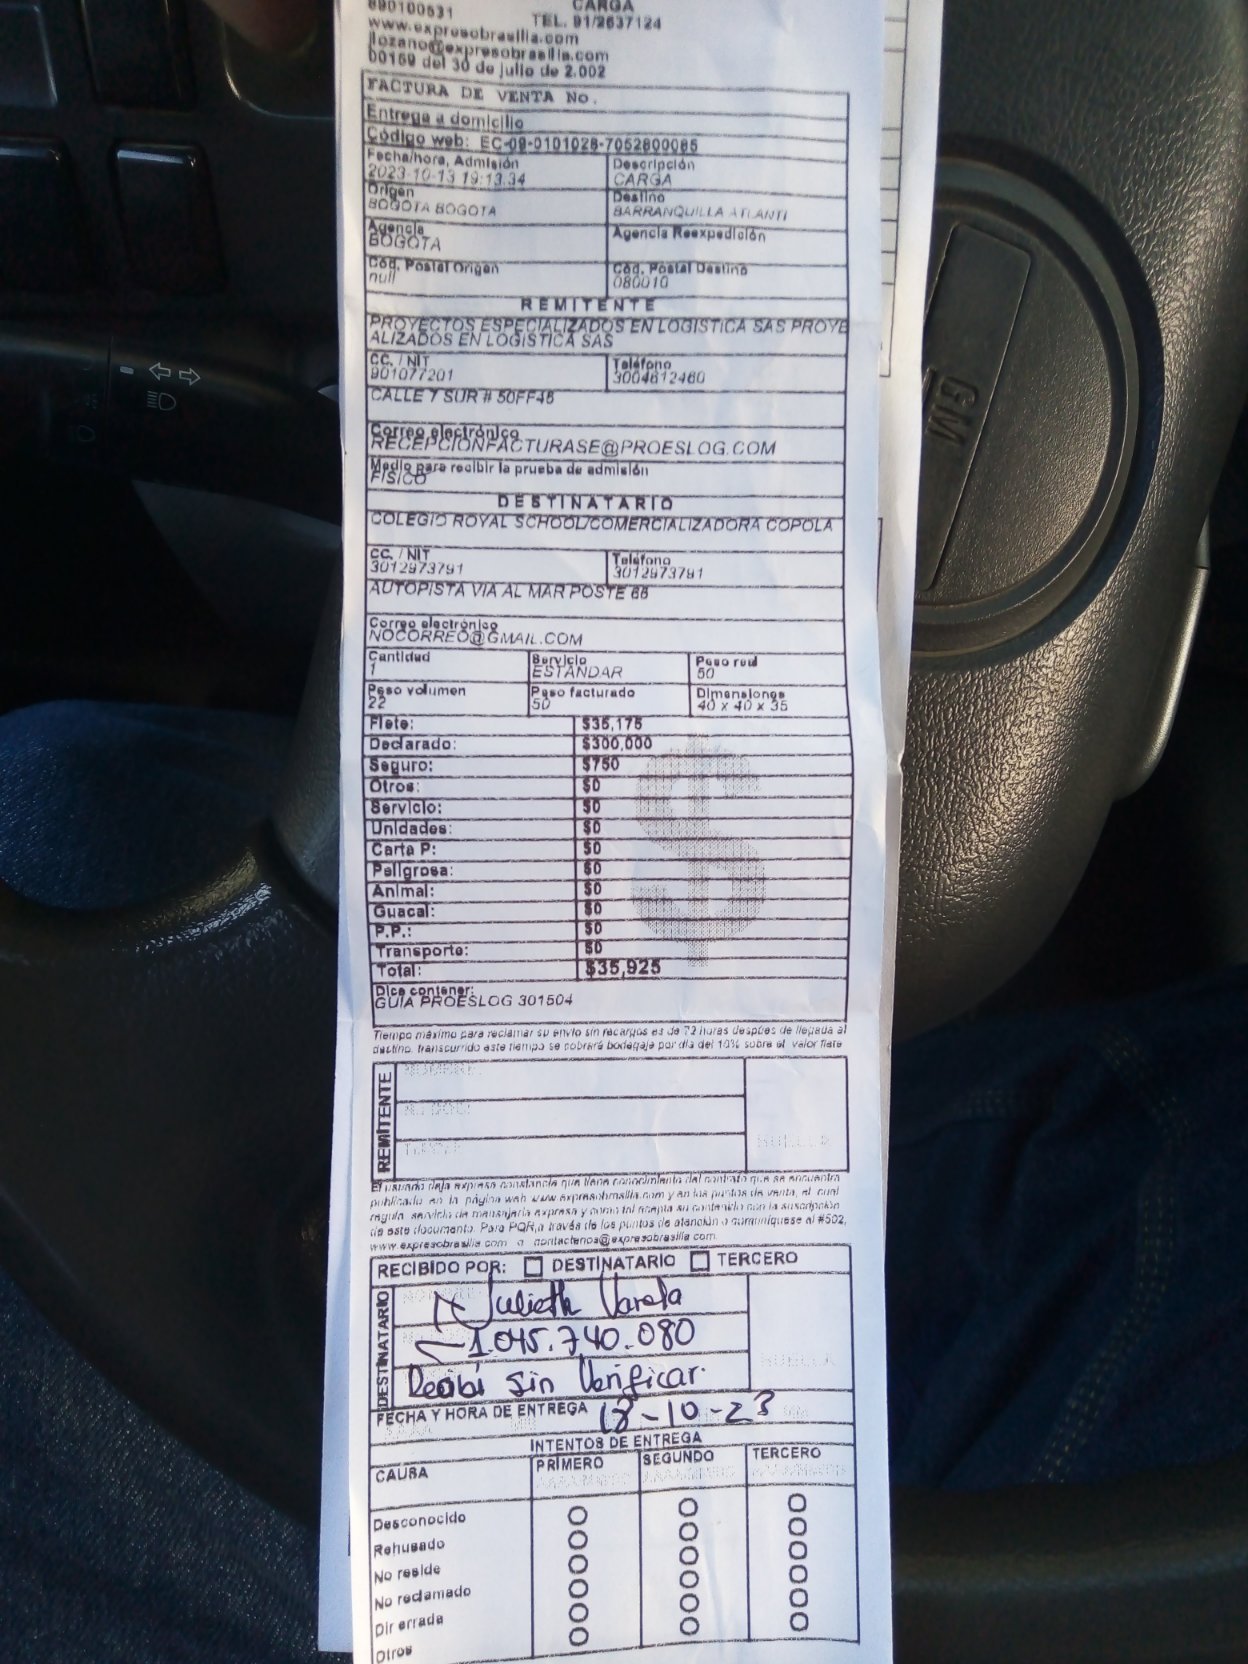 890100531
CARGA
TEL. 91/2637124
www.expresobrasilia.com
jlozano@expresobrasilia.com
00159 del 30 de julio de 2.002
FACTURA DE VENTA No.
Entrega a domicilio
Código web: EC-09-0101028-7052800085
Fecha/hora, Admisión
2023-10-13 19:13:34
Descripción
CARGA
Origen
BOGOTA BOGOTA
Destino
BARRANQUILLA ATLANTI
Agencia
BOGOTA
Agencia Reexpedición
Cód. Postal Origen
null
Cód. Postal Destino
080010
REMITENTE
PROYECTOS ESPECIALIZADOS EN LOGISTICA SAS PROYE
ALIZADOS EN LOGISTICA SAS
CC. / NIT
901077201
Teléfono
3004612460
CALLE 7 SUR # 50FF46
Correo electrónico
RECEPCIONFACTURASE@PROESLOG.COM
Medio para recibir la prueba de admisión
FISICO
DESTINATARIO
COLEGIO ROYAL SCHOOL/COMERCIALIZADORA COPOLA
CC. / NIT
3012973791
Teléfono
3012973791
AUTOPISTA VIA AL MAR POSTE 66
Correo electrónico
NOCORREO@GMAIL.COM
Cantidad
1
Servicio
ESTANDAR
Peso real
50
Peso volumen
22
Peso facturado
50
Dimensiones
40 x 40 x 35
Flete: $35,175
Declarado: $300,000
Seguro: $750
Otros: $0
Servicio: $0
Unidades: $0
Carta P: $0
Peligrosa: $0
Animal: $0
Guacal: $0
P.P.: $0
Transporte: $0
Total: $35,925
Dice contener:
GUIA PROESLOG 301504
Tiempo máximo para reclamar su envío sin recargos es de 72 horas despúes de llegada al
destino, transcurrido este tiempo se cobrará bodegaje por día del 10% sobre el valor flete
REMITENTE
HUELLA
El usuario deja expresa constancia que tiene conocimiento del contrato que se encuentra
publicado en la página web www.expresobrasilia.com y en los puntos de venta, el cual
regula servicio de mensajería expresa y como tal acepta su contenido con la suscripción
de este documento. Para PQR,a través de los puntos de atención o comuníquese al #502,
www.expresobrasilia.com o contactenos@expresobrasilia.com.
RECIBIDO POR: DESTINATARIO TERCERO
DESTINATARIO
Julieth Varela
1.045.740.080
Recibi sin Verificar.
HUELLA
FECHA Y HORA DE ENTREGA 18-10-23
INTENTOS DE ENTREGA
CAUSA PRIMERO SEGUNDO TERCERO
Desconocido
Rehusado
No reside
No reclamado
Dir errada
Otros
GM